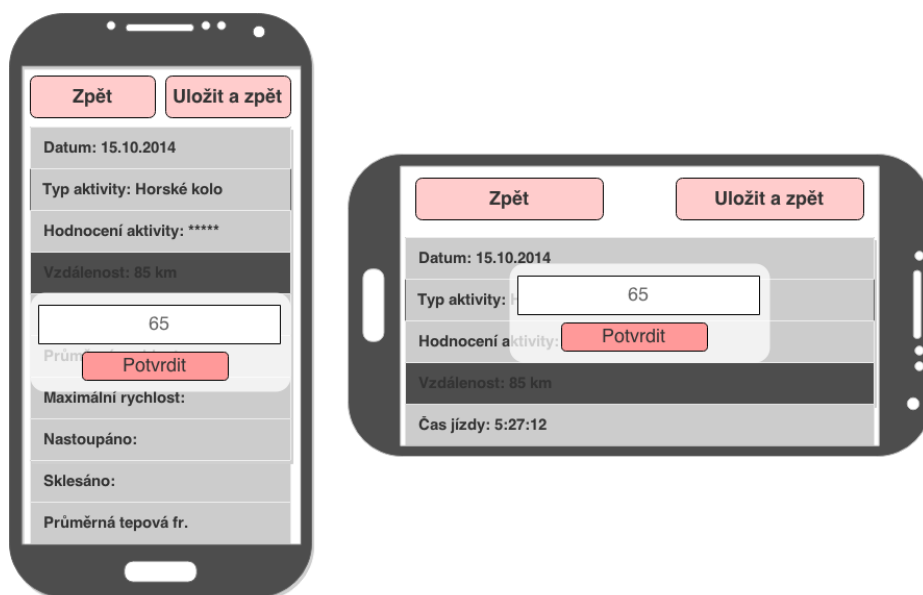 Zpět
Uložit a zpět
Datum: 15.10.2014
Typ aktivity: Horské kolo
Hodnocení aktivity: *****
Vzdálenost: 85 km
65
Potvrdit
Maximální rychlost:
Nastoupáno:
Sklesáno:
Průměrná tepová fr.
Zpět
Uložit a zpět
Datum: 15.10.2014
Typ aktivity: H
65
Hodnocení aktivity:
Potvrdit
Vzdálenost: 85 km
Čas jízdy: 5:27:12